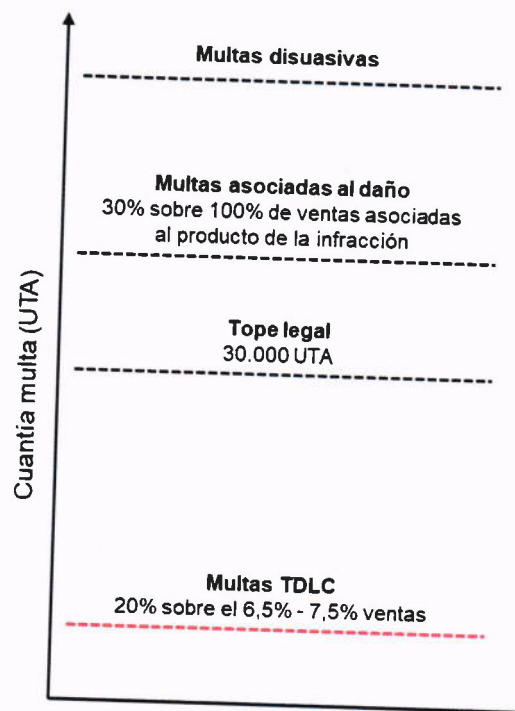 Multas disuasivas
Multas asociadas al daño
30% sobre 100% de ventas asociadas
al producto de la infracción
Tope legal
30.000 UTA
Multas TDLC
20% sobre el 6,5% - 7,5% ventas
Cuantía multa (UTA)